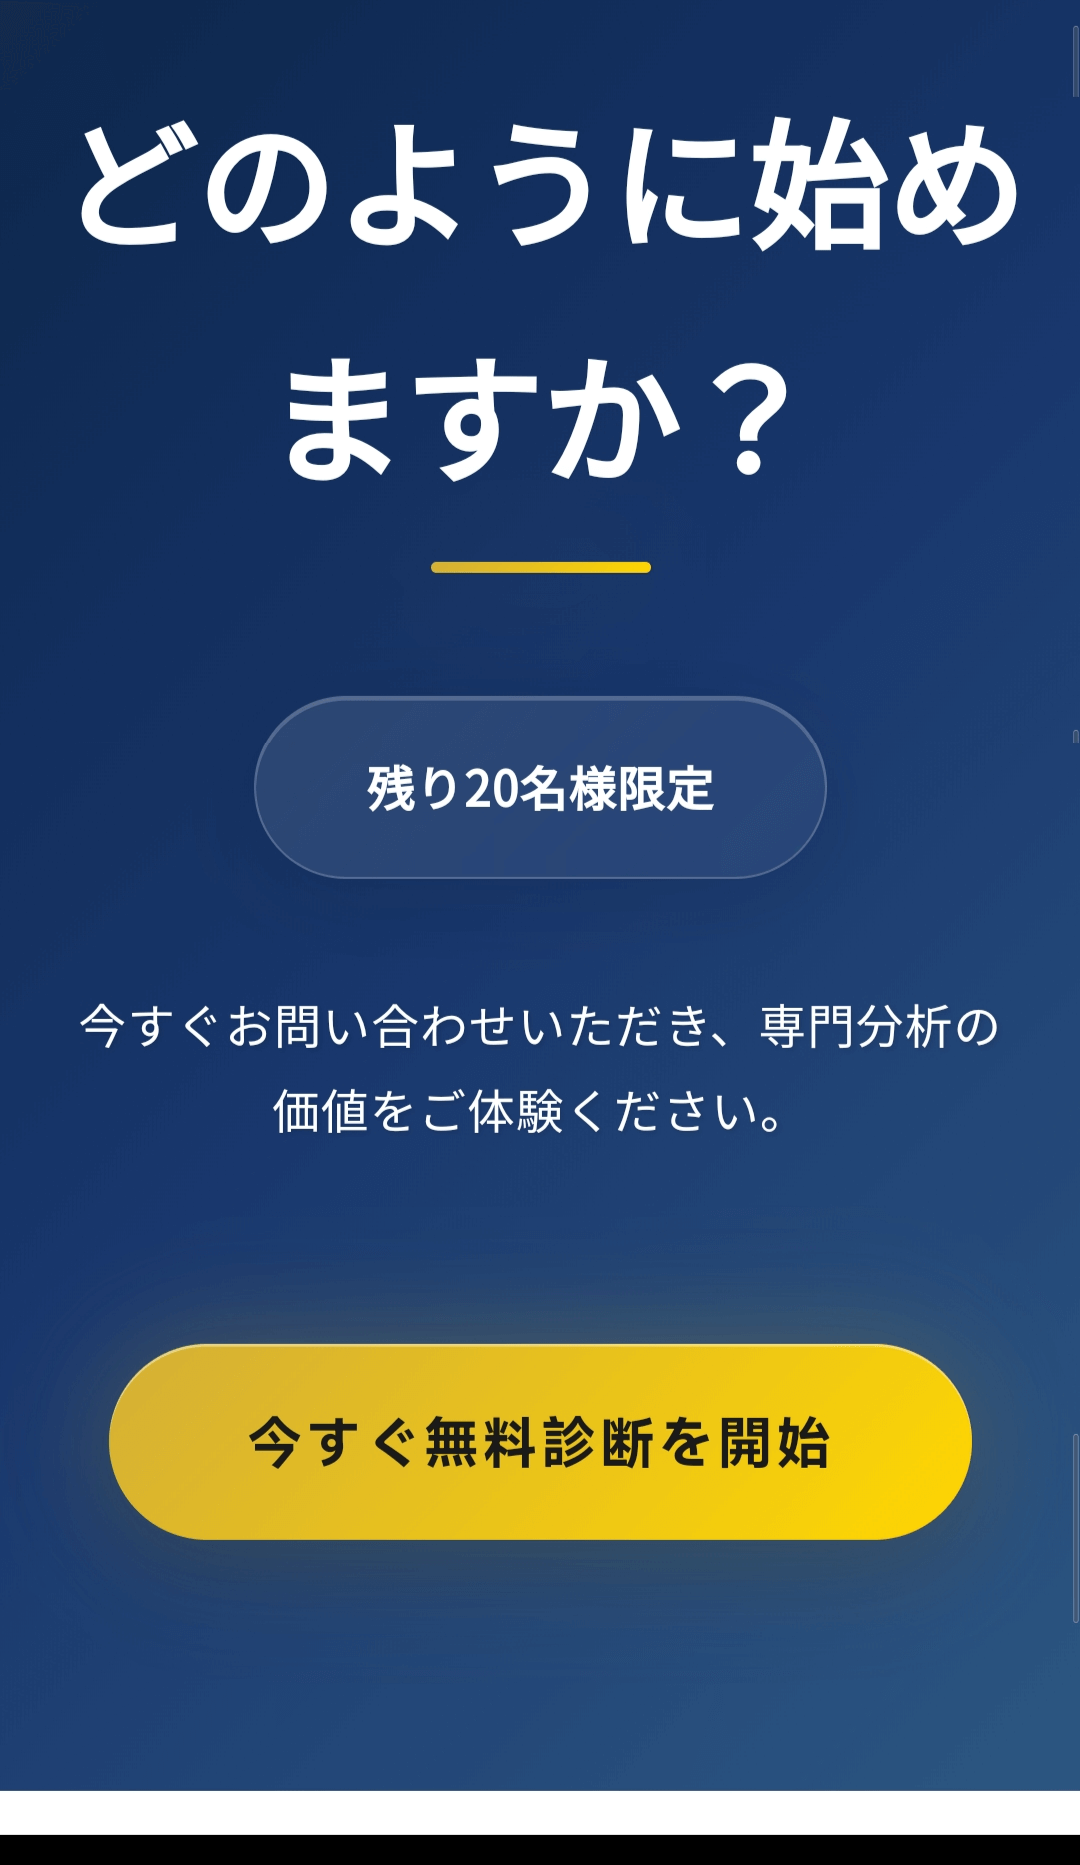 どのように始め
ますか？
残り20名様限定
今すぐお問い合わせいただき、専門分析の
価値をご体験ください。
今すぐ無料診断を開始